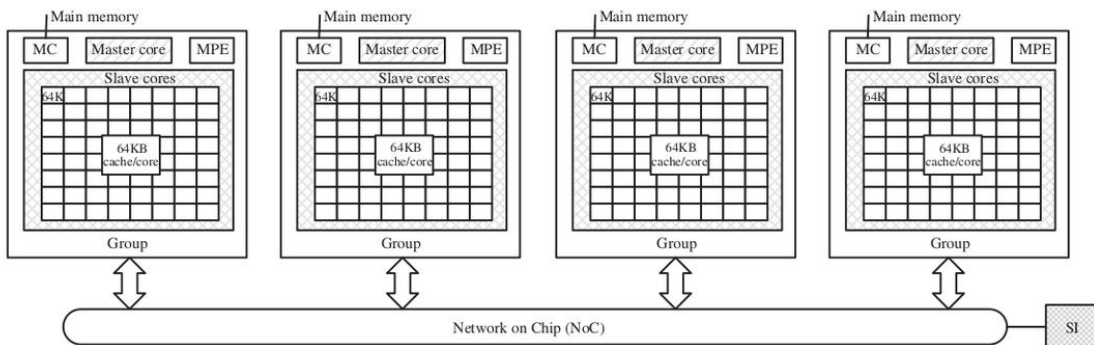 Main memory
MC
Master core
MPE
Slave cores
64K
64KB
cache/core
Group
Main memory
MC
Master core
MPE
Slave cores
64K
64KB
cache/core
Group
Main memory
MC
Master core
MPE
Slave cores
64K
64KB
cache/core
Group
Main memory
MC
Master core
MPE
Slave cores
64K
64KB
cache/core
Group
Network on Chip (NoC)
SI